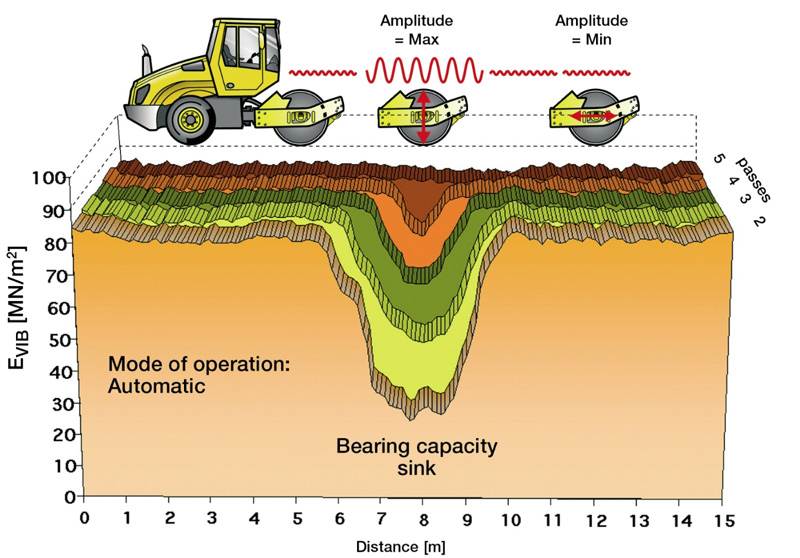 Amplitude
= Max
Amplitude
= Min
5 4 3 2
passes
100
90
80
70
60
50
40
30
20
10
0
EVIB [MN/m²]
Mode of operation:
Automatic
Bearing capacity
sink
0 1 2 3 4 5 6 7 8 9 10 11 12 13 14 15
Distance [m]